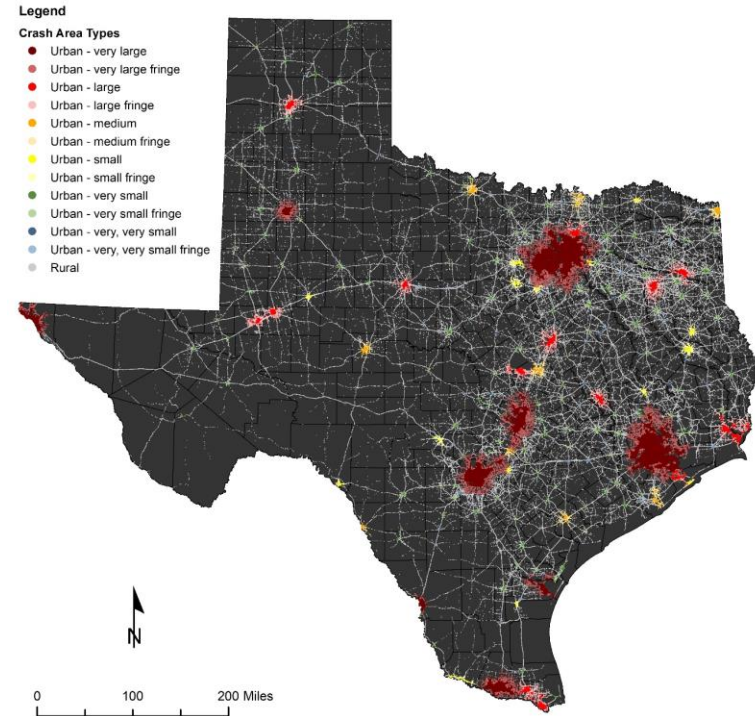 Legend
Crash Area Types
Urban - very large
Urban - very large fringe
Urban - large
Urban - large fringe
Urban - medium
Urban - medium fringe
Urban - small
Urban - small fringe
Urban - very small
Urban - very small fringe
Urban - very, very small
Urban - very, very small fringe
Rural
N
0 200 Miles